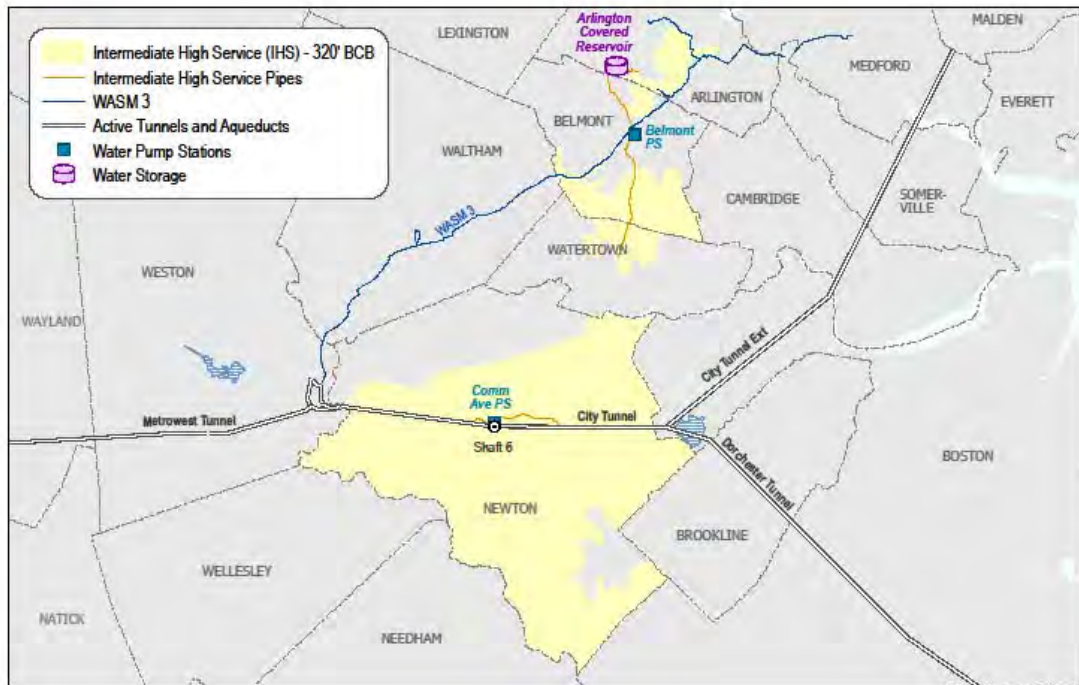 Intermediate High Service (IHS) - 320' BCB
Intermediate High Service Pipes
WASM 3
Active Tunnels and Aqueducts
Water Pump Stations
Water Storage
LEXINGTON
Arlington
Covered
Reservoir
MALDEN
MEDFORD
EVERETT
ARLINGTON
BELMONT
Belmont
PS
WALTHAM
CAMBRIDGE
SOMER-
VILLE
WASM 3
WATERTOWN
WESTON
WAYLAND
City Tunnel Ext
Comm
Ave PS
Metrowest Tunnel
City Tunnel
Shaft 6
Dorchester Tunnel
BOSTON
NEWTON
BROOKLINE
WELLESLEY
NATICK
NEEDHAM